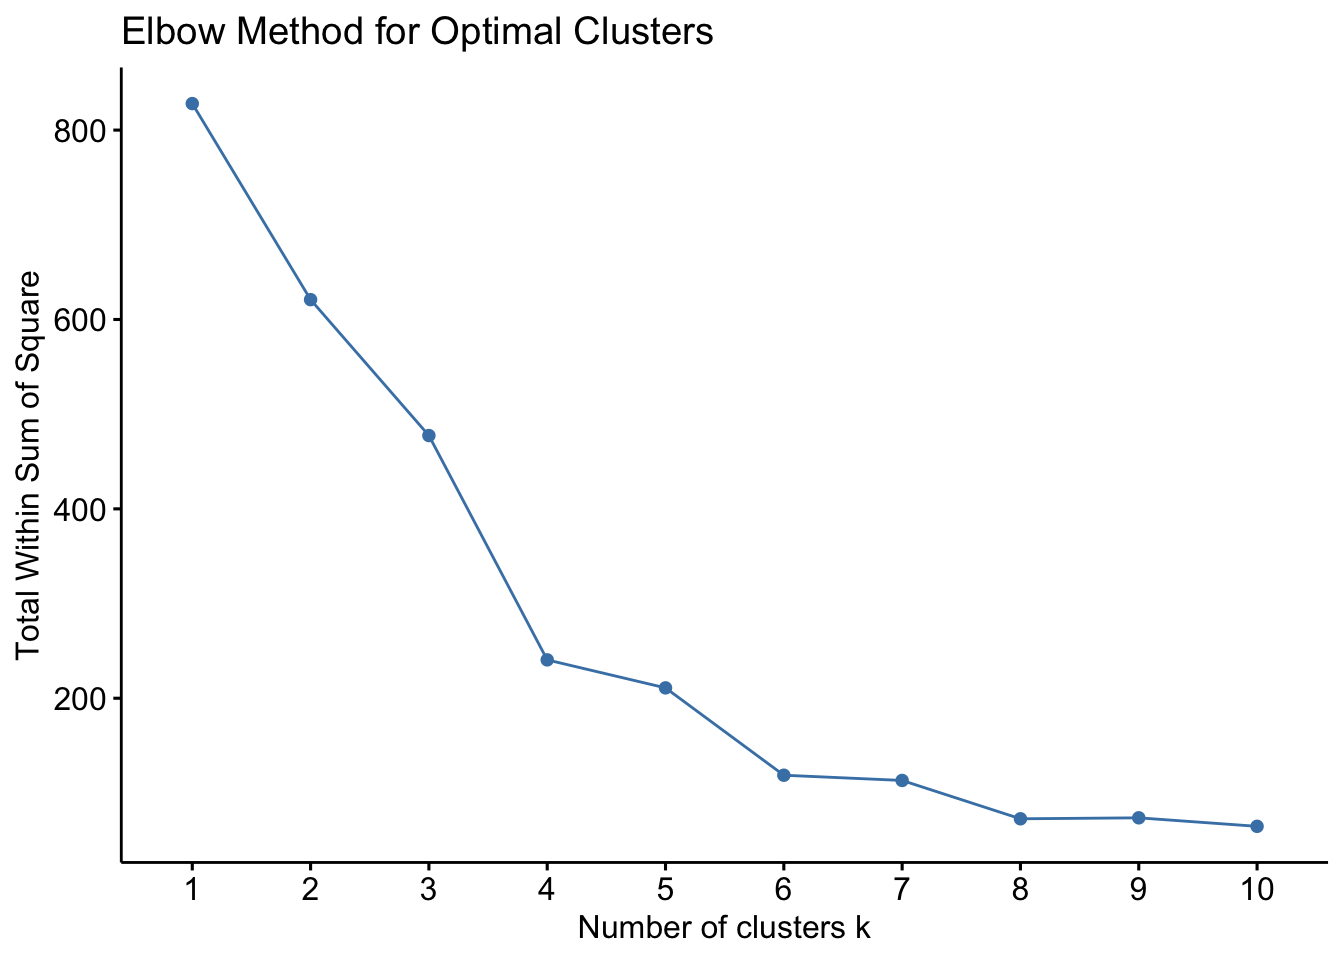 Elbow Method for Optimal Clusters
Total Within Sum of Square
800
600
400
200
1 2 3 4 5 6 7 8 9 10
Number of clusters k